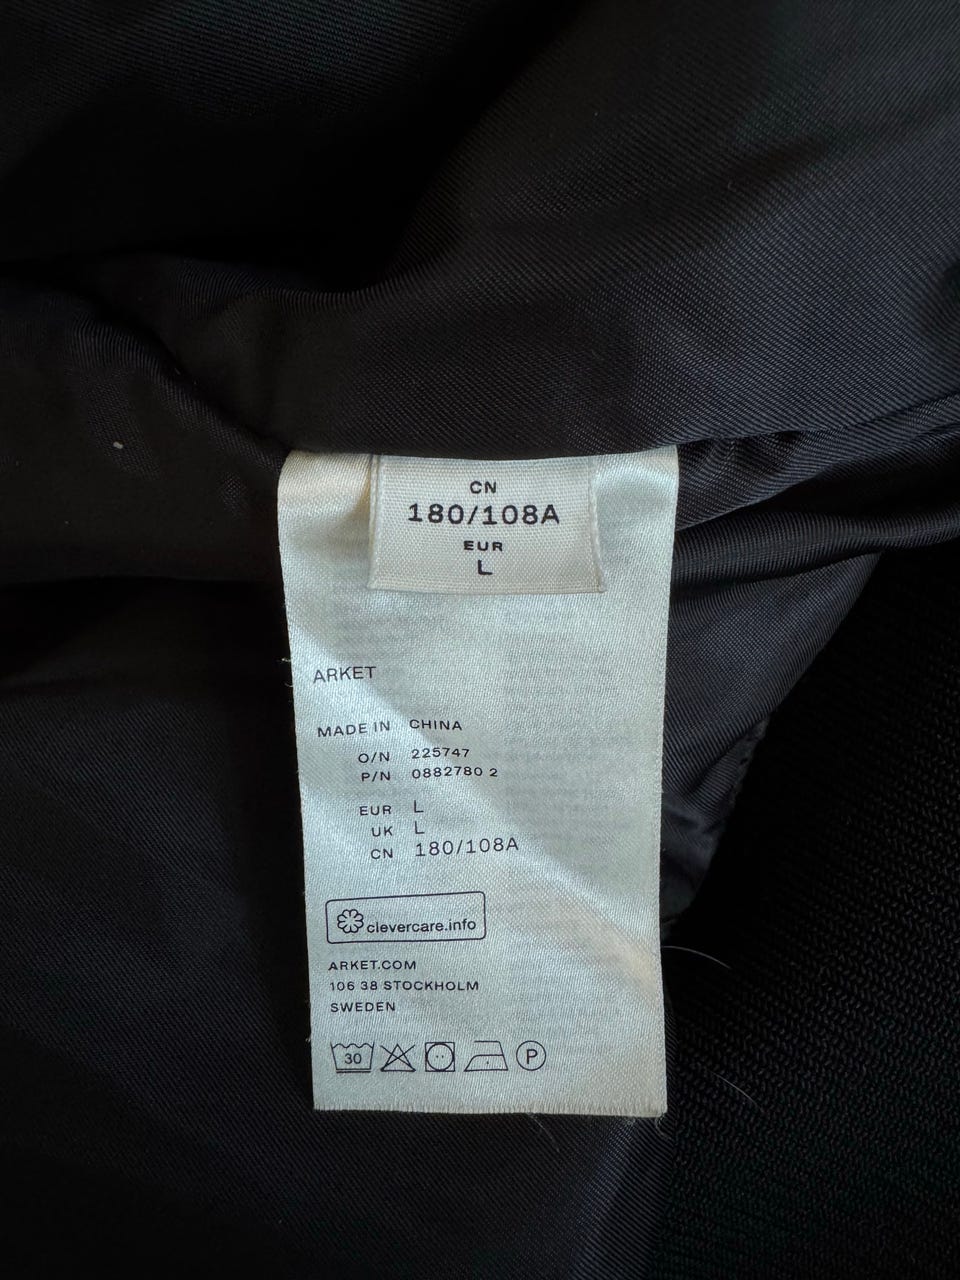 CN
180/108A
EUR
L
ARKET
MADE IN CHINA
O/N 225747
P/N 0882780 2
EUR L
UK L
CN 180/108A
clevercare.info
ARKET.COM
106 38 STOCKHOLM
SWEDEN
30 P